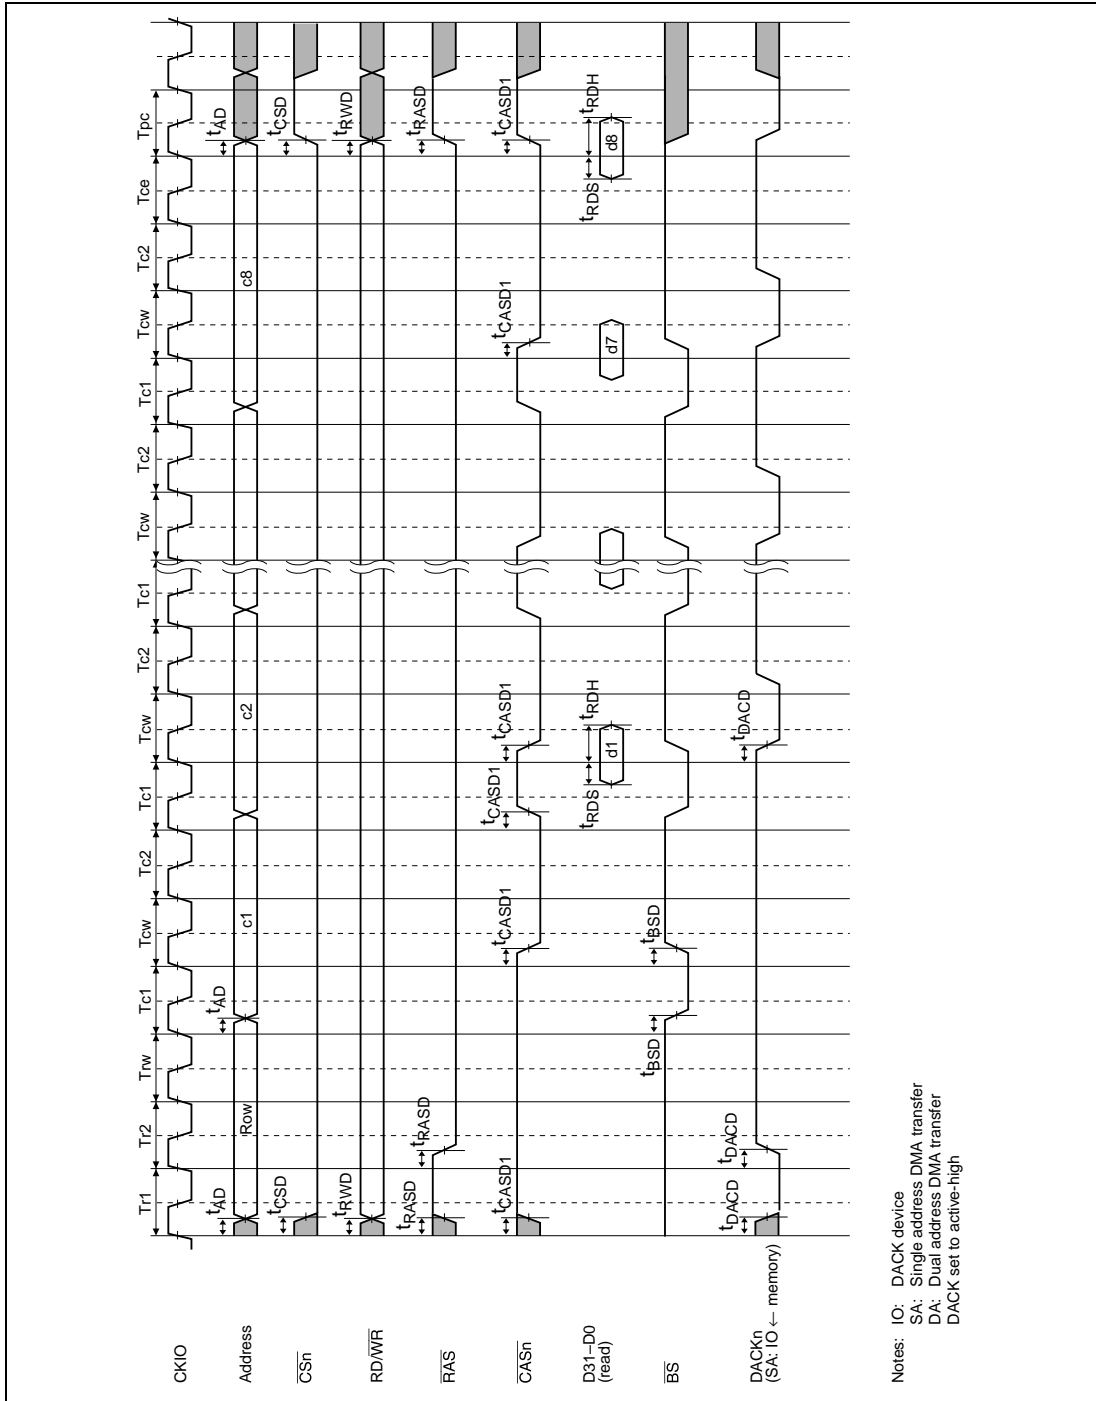 Tr1 Tr2 Trw Tc1 Tcw Tc2 Tc1 Tcw Tc2 Tc1 Tcw Tc2 Tc1 Tcw Tc2 Tce Tpc
CKIO
Address
tAD Row tAD c1 c2 c8 tAD
CSn
tCSD tCSD
RD/WR
tRWD tRWD
RAS
tRASD tRASD tRASD
CASn
tCASD1 tCASD1 tCASD1 tCASD1 tCASD1 tCASD1
D31–D0
(read)
tRDS d1 tRDH d7 tRDS d8 tRDH
BS
tBSD tBSD
DACKn
(SA: IO ← memory)
tDACD tDACD tDACD
Notes: IO: DACK device
SA: Single address DMA transfer
DA: Dual address DMA transfer
DACK set to active-high